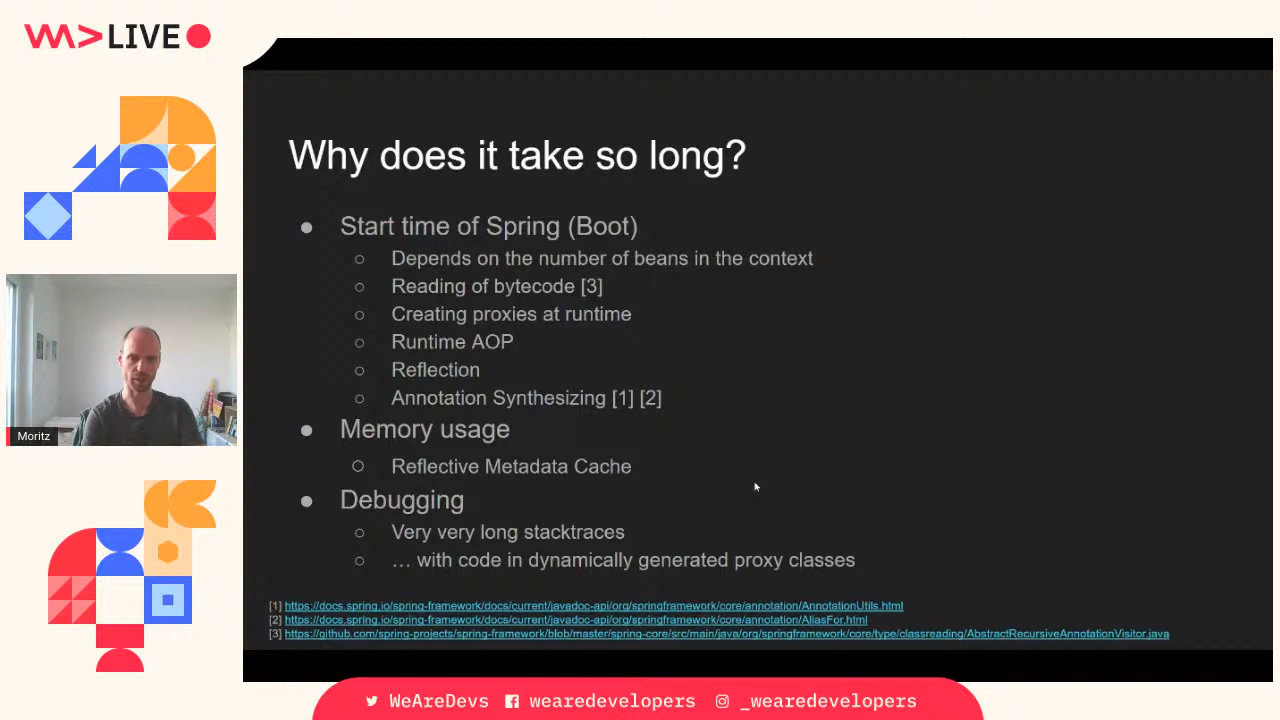 WA>LIVE
Why does it take so long?
● Start time of Spring (Boot)
○ Depends on the number of beans in the context
○ Reading of bytecode [3]
○ Creating proxies at runtime
○ Runtime AOP
○ Reflection
○ Annotation Synthesizing [1] [2]
● Memory usage
○ Reflective Metadata Cache
● Debugging
○ Very very long stacktraces
○ … with code in dynamically generated proxy classes
[1] https://docs.spring.io/spring-framework/docs/current/javadoc-api/org/springframework/core/annotation/AnnotationUtils.html
[2] https://docs.spring.io/spring-framework/docs/current/javadoc-api/org/springframework/core/annotation/AliasFor.html
[3] https://github.com/spring-projects/spring-framework/blob/master/spring-core/src/main/java/org/springframework/core/type/classreading/AbstractRecursiveAnnotationVisitor.java
Moritz
WeAreDevs wearedevelopers _wearedevelopers